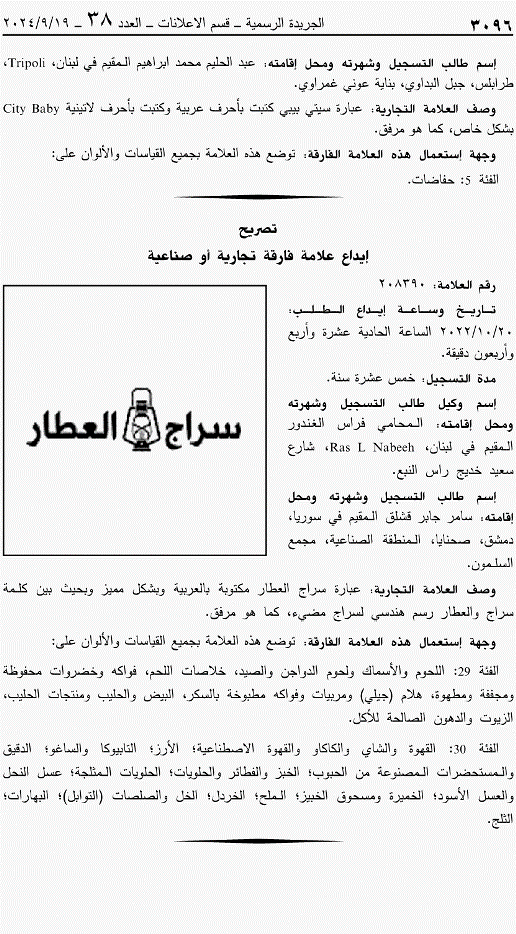 ٣٠٩٦ الجريدة الرسمية ـ قسم الاعلانات ـ العدد ٣٨ ـ ٢٠٢٤/٩/١٩
إسم طالب التسجيل وشهرته ومحل إقامته: عبد الحليم محمد ابراهيم المقيم في لبنان، Tripoli،
طرابلس، جبل البداوي، بناية عوني غمراوي.
وصف العلامة التجارية: عبارة سيتي بيبي كتبت بأحرف عربية وكتبت بأحرف لاتينية City Baby
بشكل خاص، كما هو مرفق.
وجهة إستعمال هذه العلامة الفارقة: توضع هذه العلامة بجميع القياسات والألوان على:
الفئة 5: حفاضات.
تصريح
إيداع علامة فارقة تجارية أو صناعية
رقم العلامة: ٢٠٨٣٩٠
تاريخ وساعة إيداع الطلب:
٢٠٢٢/١٠/٢٠ الساعة الحادية عشرة وأربع
وأربعون دقيقة.
مدة التسجيل: خمس عشرة سنة.
إسم وكيل طالب التسجيل وشهرته
ومحل إقامته: المحامي فراس الغندور
المقيم في لبنان، Ras L Nabeeh، شارع
سعيد خديج راس النبع.
إسم طالب التسجيل وشهرته ومحل
إقامته: سامر جابر قشلق المقيم في سوريا،
دمشق، صحنايا، المنطقة الصناعية، مجمع
السلمون.
سراج العطار
وصف العلامة التجارية: عبارة سراج العطار مكتوبة بالعربية وبشكل مميز وبحيث بين كلمة
سراج والعطار رسم هندسي لسراج مضيء، كما هو مرفق.
وجهة إستعمال هذه العلامة الفارقة: توضع هذه العلامة بجميع القياسات والألوان على:
الفئة 29: اللحوم والأسماك ولحوم الدواجن والصيد، خلاصات اللحم، فواكه وخضروات محفوظة
ومجففة ومطهوة، هلام (جيلي) ومربيات وفواكه مطبوخة بالسكر، البيض والحليب ومنتجات الحليب،
الزيوت والدهون الصالحة للأكل.
الفئة 30: القهوة والشاي والكاكاو والقهوة الاصطناعية؛ الأرز؛ التابيوكا والساغو؛ الدقيق
والمستحضرات المصنوعة من الحبوب؛ الخبز والفطائر والحلويات؛ الحلويات المثلجة؛ عسل النحل
والعسل الأسود؛ الخميرة ومسحوق الخبيز؛ الملح؛ الخردل؛ الخل والصلصات (التوابل)؛ البهارات؛
الثلج.